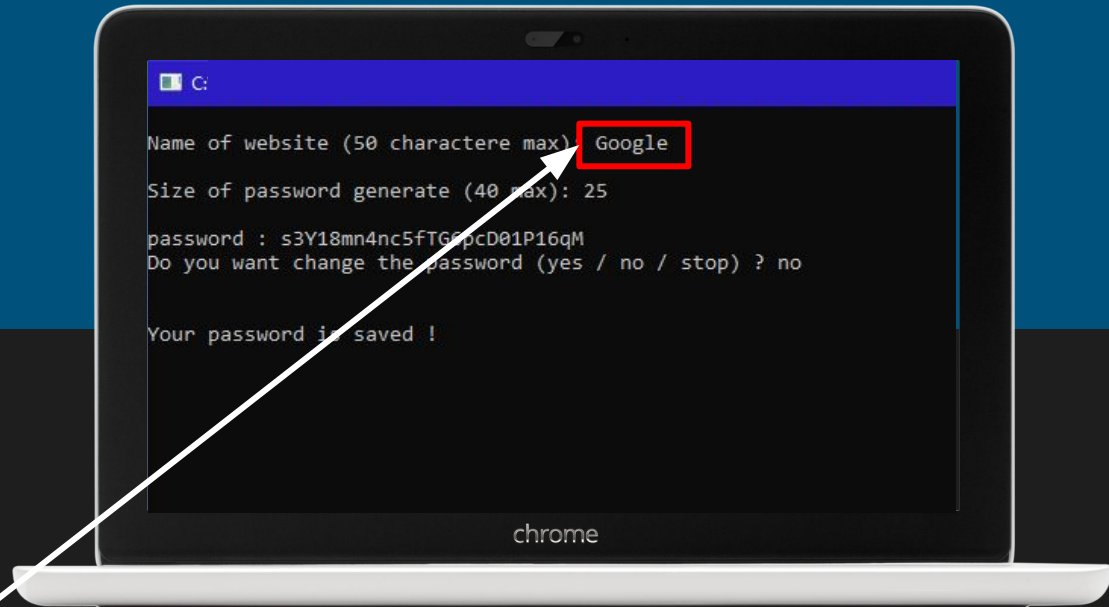 C:
Name of website (50 charactere max): Google
Size of password generate (40 max): 25
password : s3Y18mn4nc5fTG6pcD01P16qM
Do you want change the password (yes / no / stop) ? no
Your password is saved !
chrome